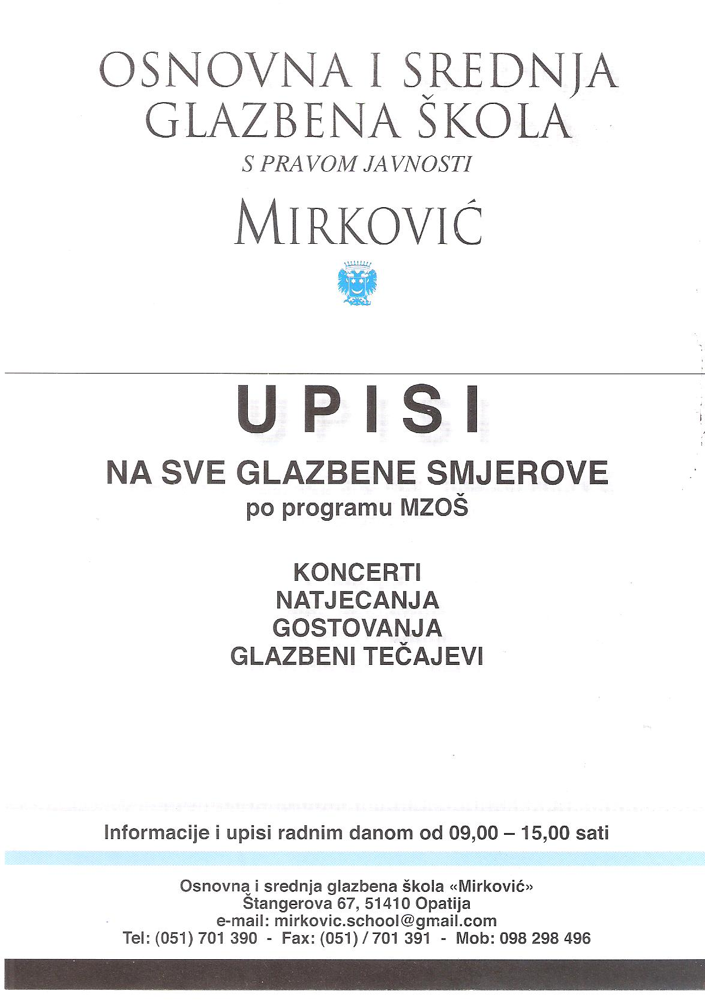 OSNOVNA I SREDNJA
GLAZBENA ŠKOLA
S PRAVOM JAVNOSTI
MIRKOVIĆ
UPISI
NA SVE GLAZBENE SMJEROVE
po programu MZOŠ
KONCERTI
NATJECANJA
GOSTOVANJA
GLAZBENI TEČAJEVI
Informacije i upisi radnim danom od 09,00 – 15,00 sati
Osnovna i srednja glazbena škola «Mirković»
Štangerova 67, 51410 Opatija
e-mail: mirkovic.school@gmail.com
Tel: (051) 701 390 - Fax: (051) / 701 391 - Mob: 098 298 496